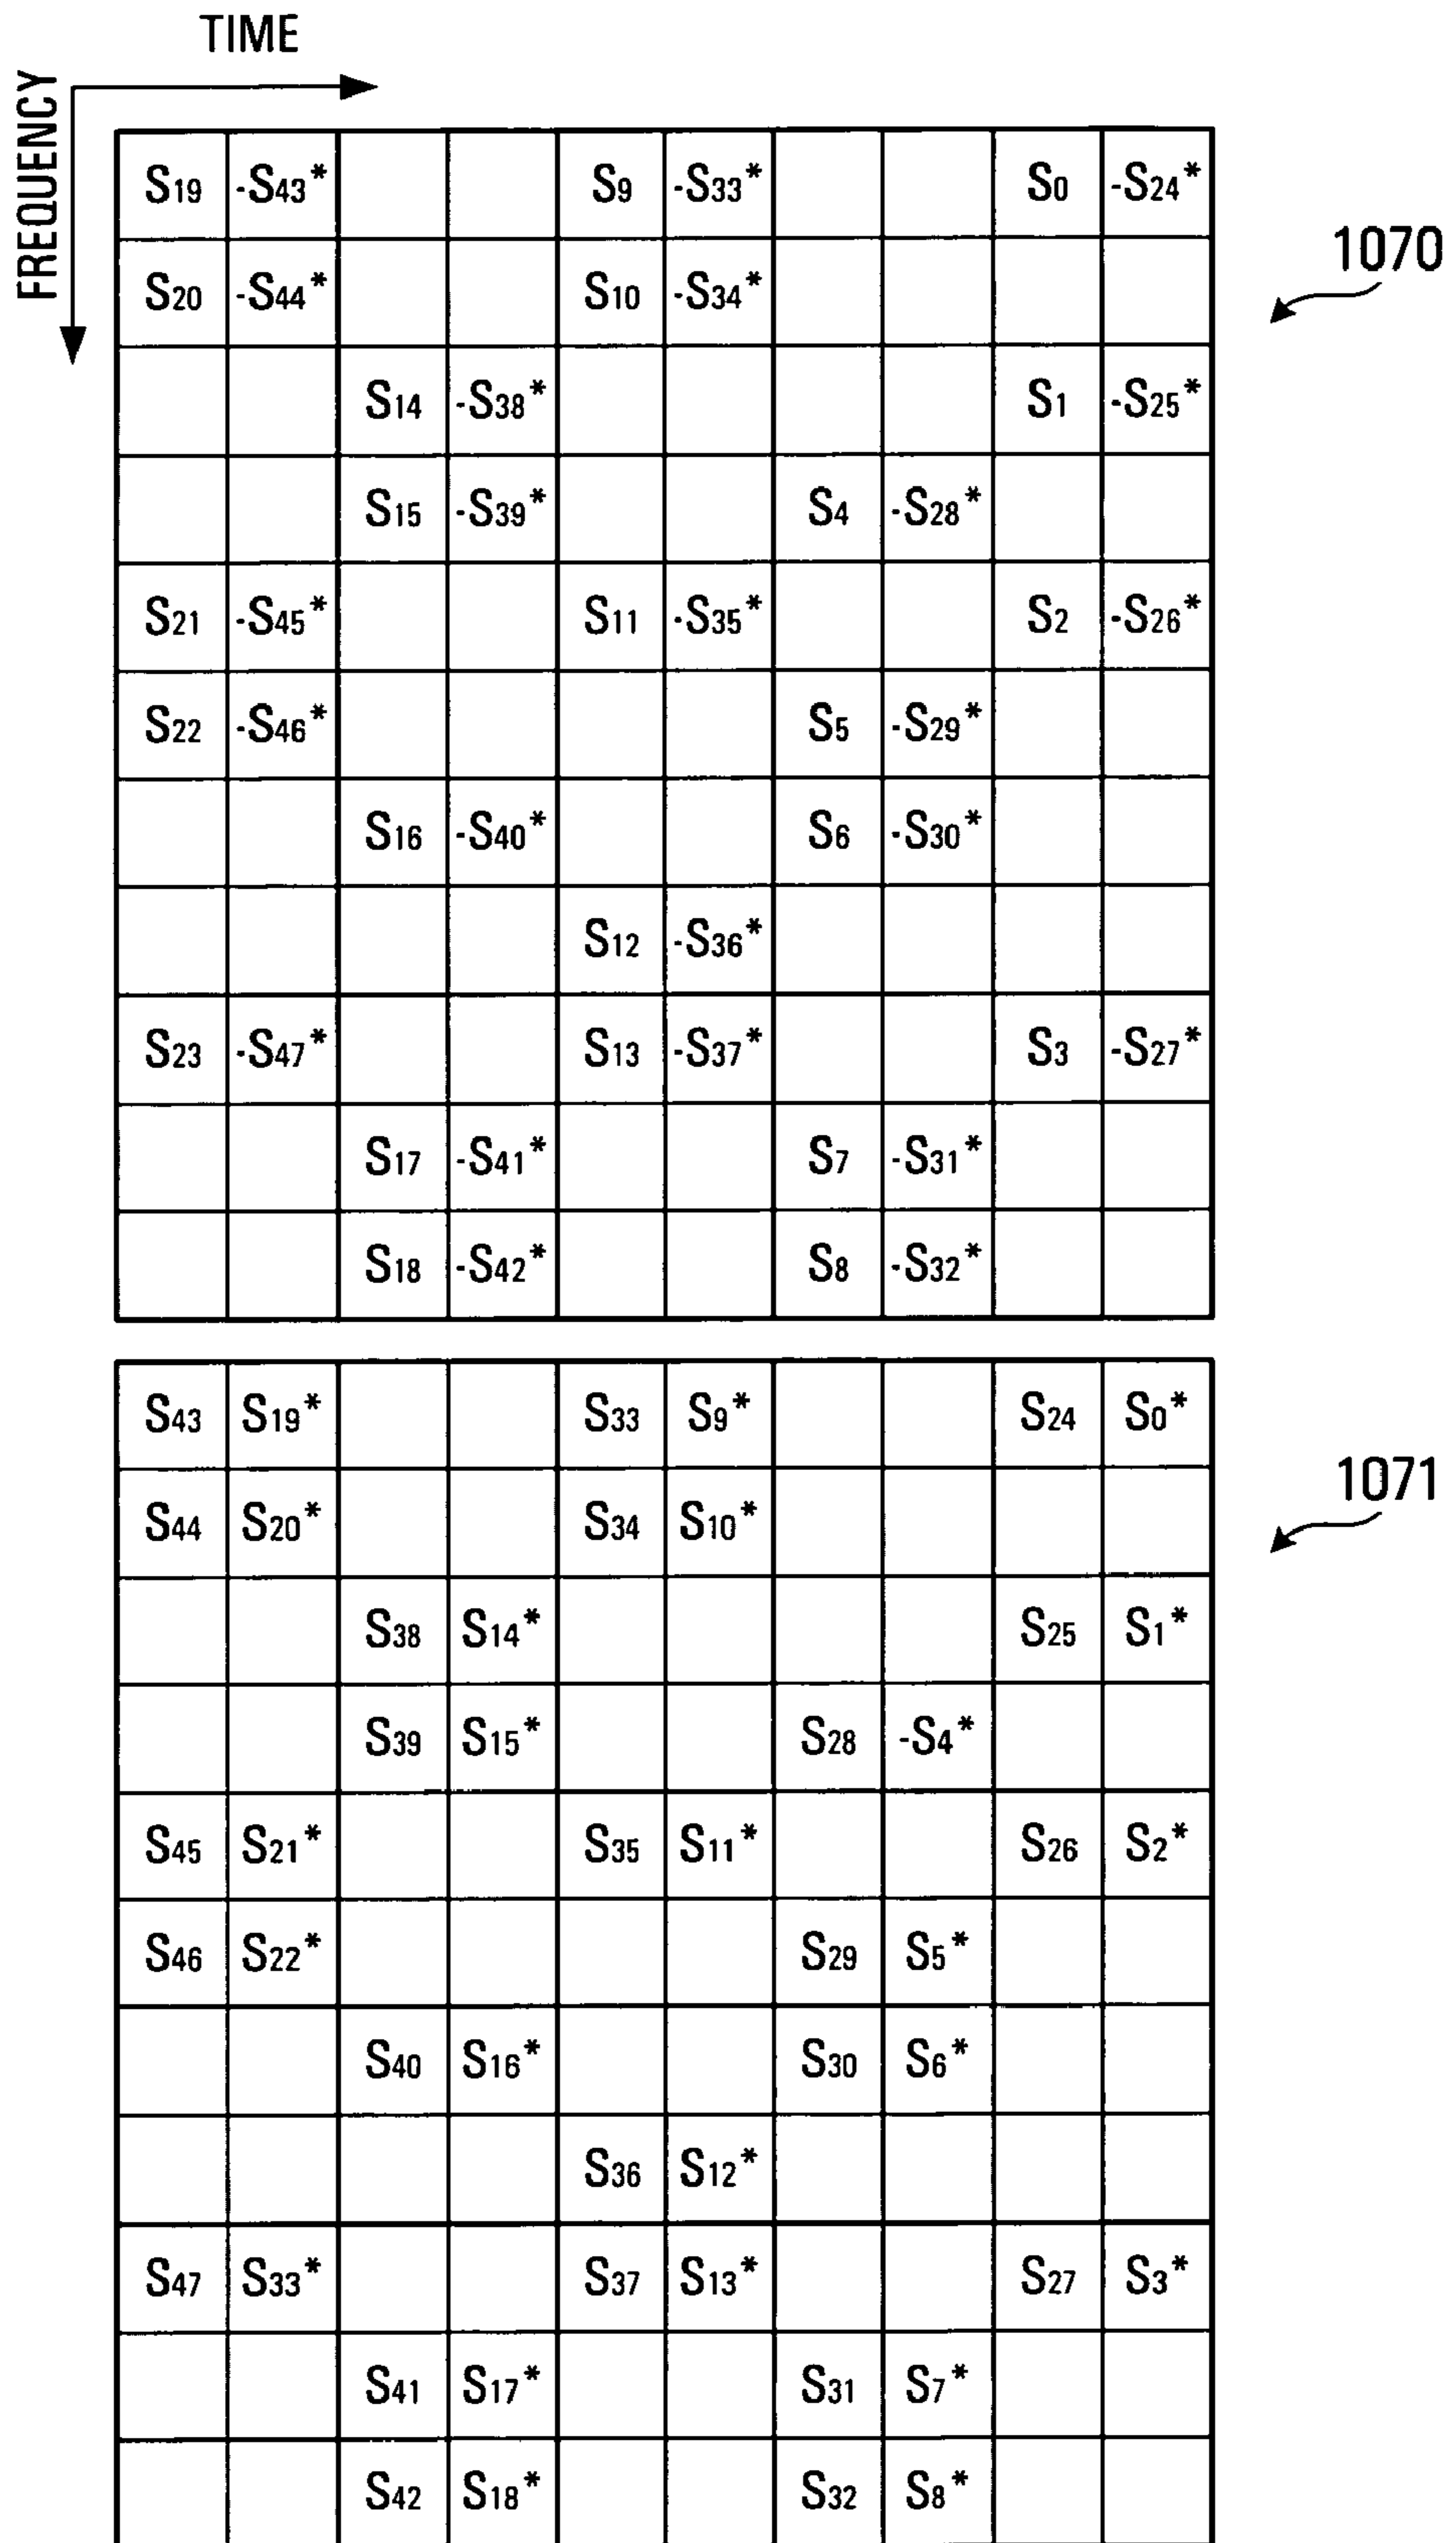 TIME
FREQUENCY
S19 -S43* S9 -S33* S0 -S24*
1070
S20 -S44* S10 -S34*
S14 -S38* S1 -S25*
S15 -S39* S4 -S28*
S21 -S45* S11 -S35* S2 -S26*
S22 -S46* S5 -S29*
S16 -S40* S6 -S30*
S12 -S36*
S23 -S47* S13 -S37* S3 -S27*
S17 -S41* S7 -S31*
S18 -S42* S8 -S32*
S43 S19* S33 S9* S24 S0*
1071
S44 S20* S34 S10*
S38 S14* S25 S1*
S39 S15* S28 -S4*
S45 S21* S35 S11* S26 S2*
S46 S22* S29 S5*
S40 S16* S30 S6*
S36 S12*
S47 S33* S37 S13* S27 S3*
S41 S17* S31 S7*
S42 S18* S32 S8*